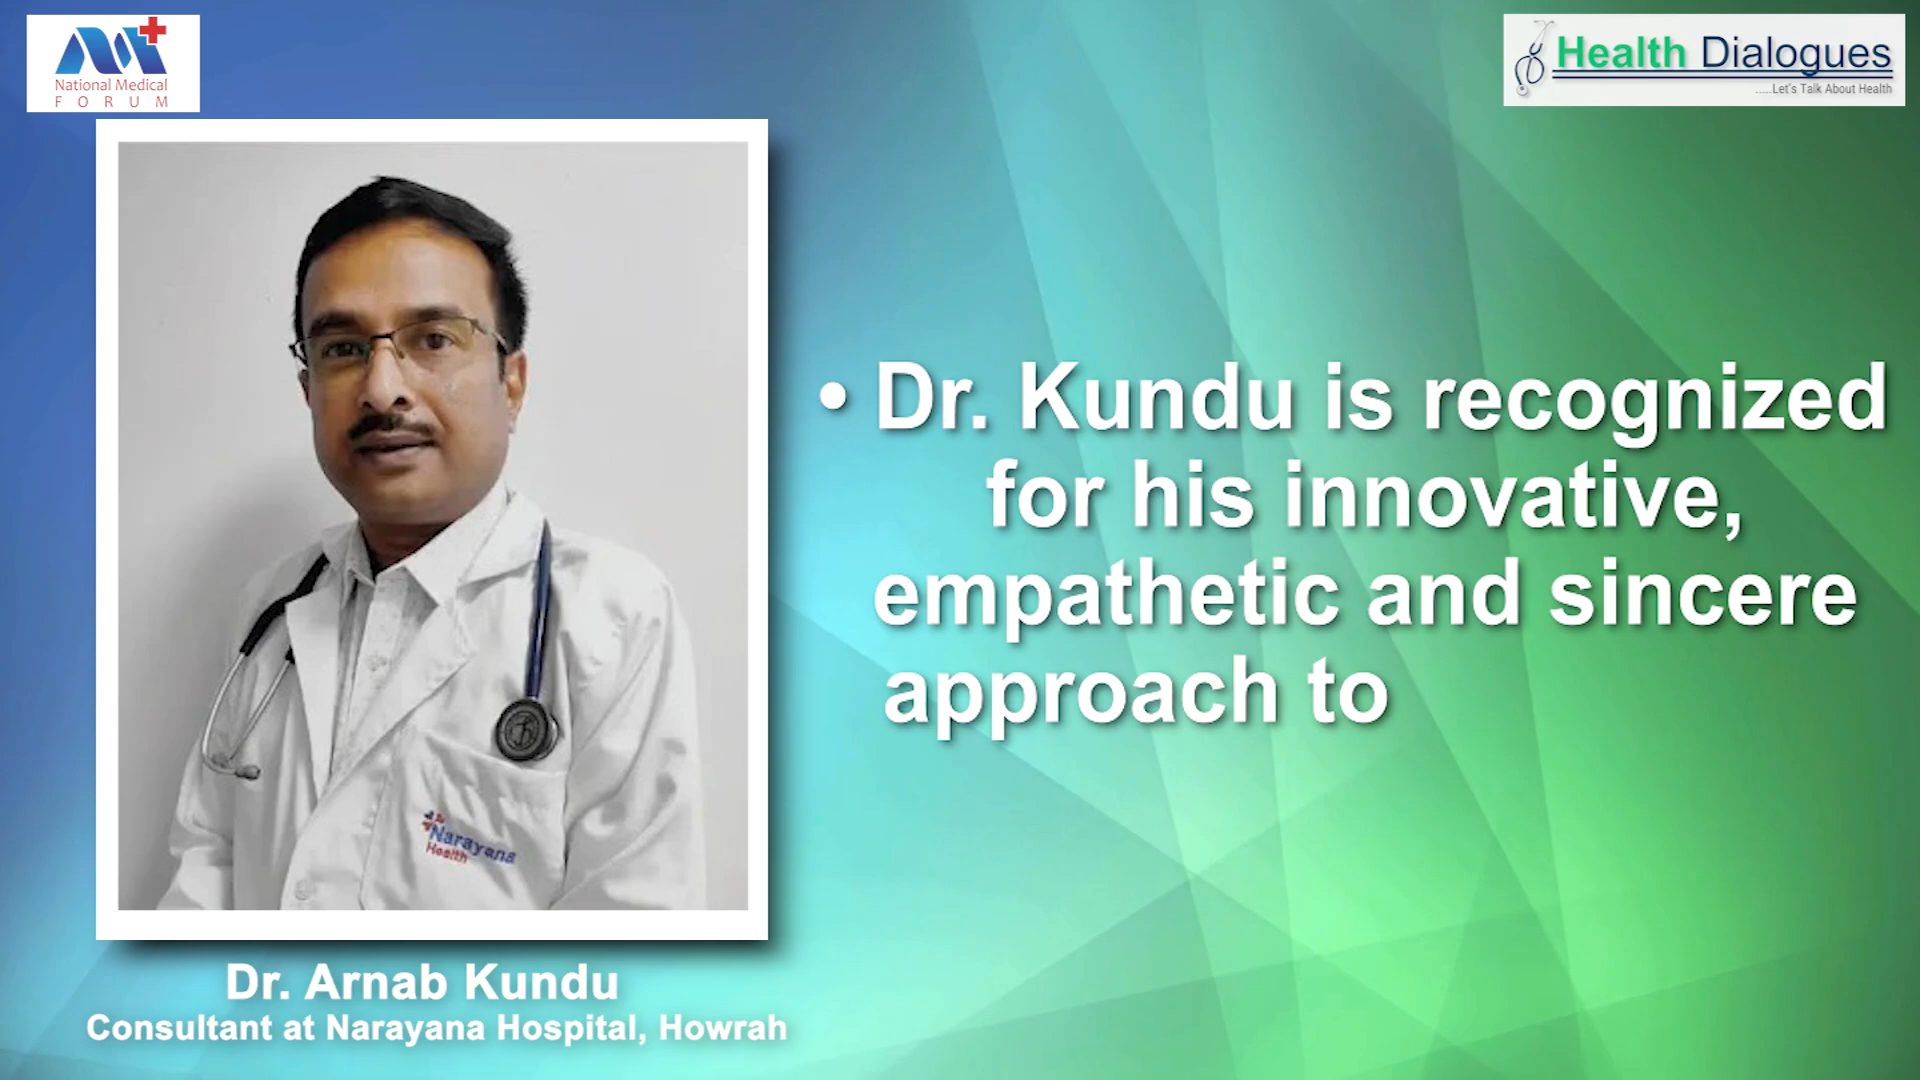 National Medical
FORUM
Health Dialogues
.....Let's Talk About Health
• Dr. Kundu is recognized
for his innovative,
empathetic and sincere
approach to
Narayana
Health
Dr. Arnab Kundu
Consultant at Narayana Hospital, Howrah